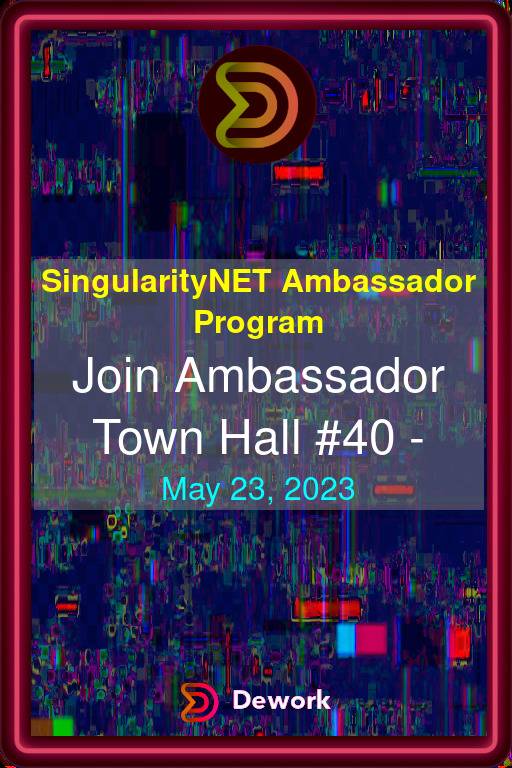 SingularityNET Ambassador
Program
Join Ambassador
Town Hall #40 -
May 23, 2023
Dework